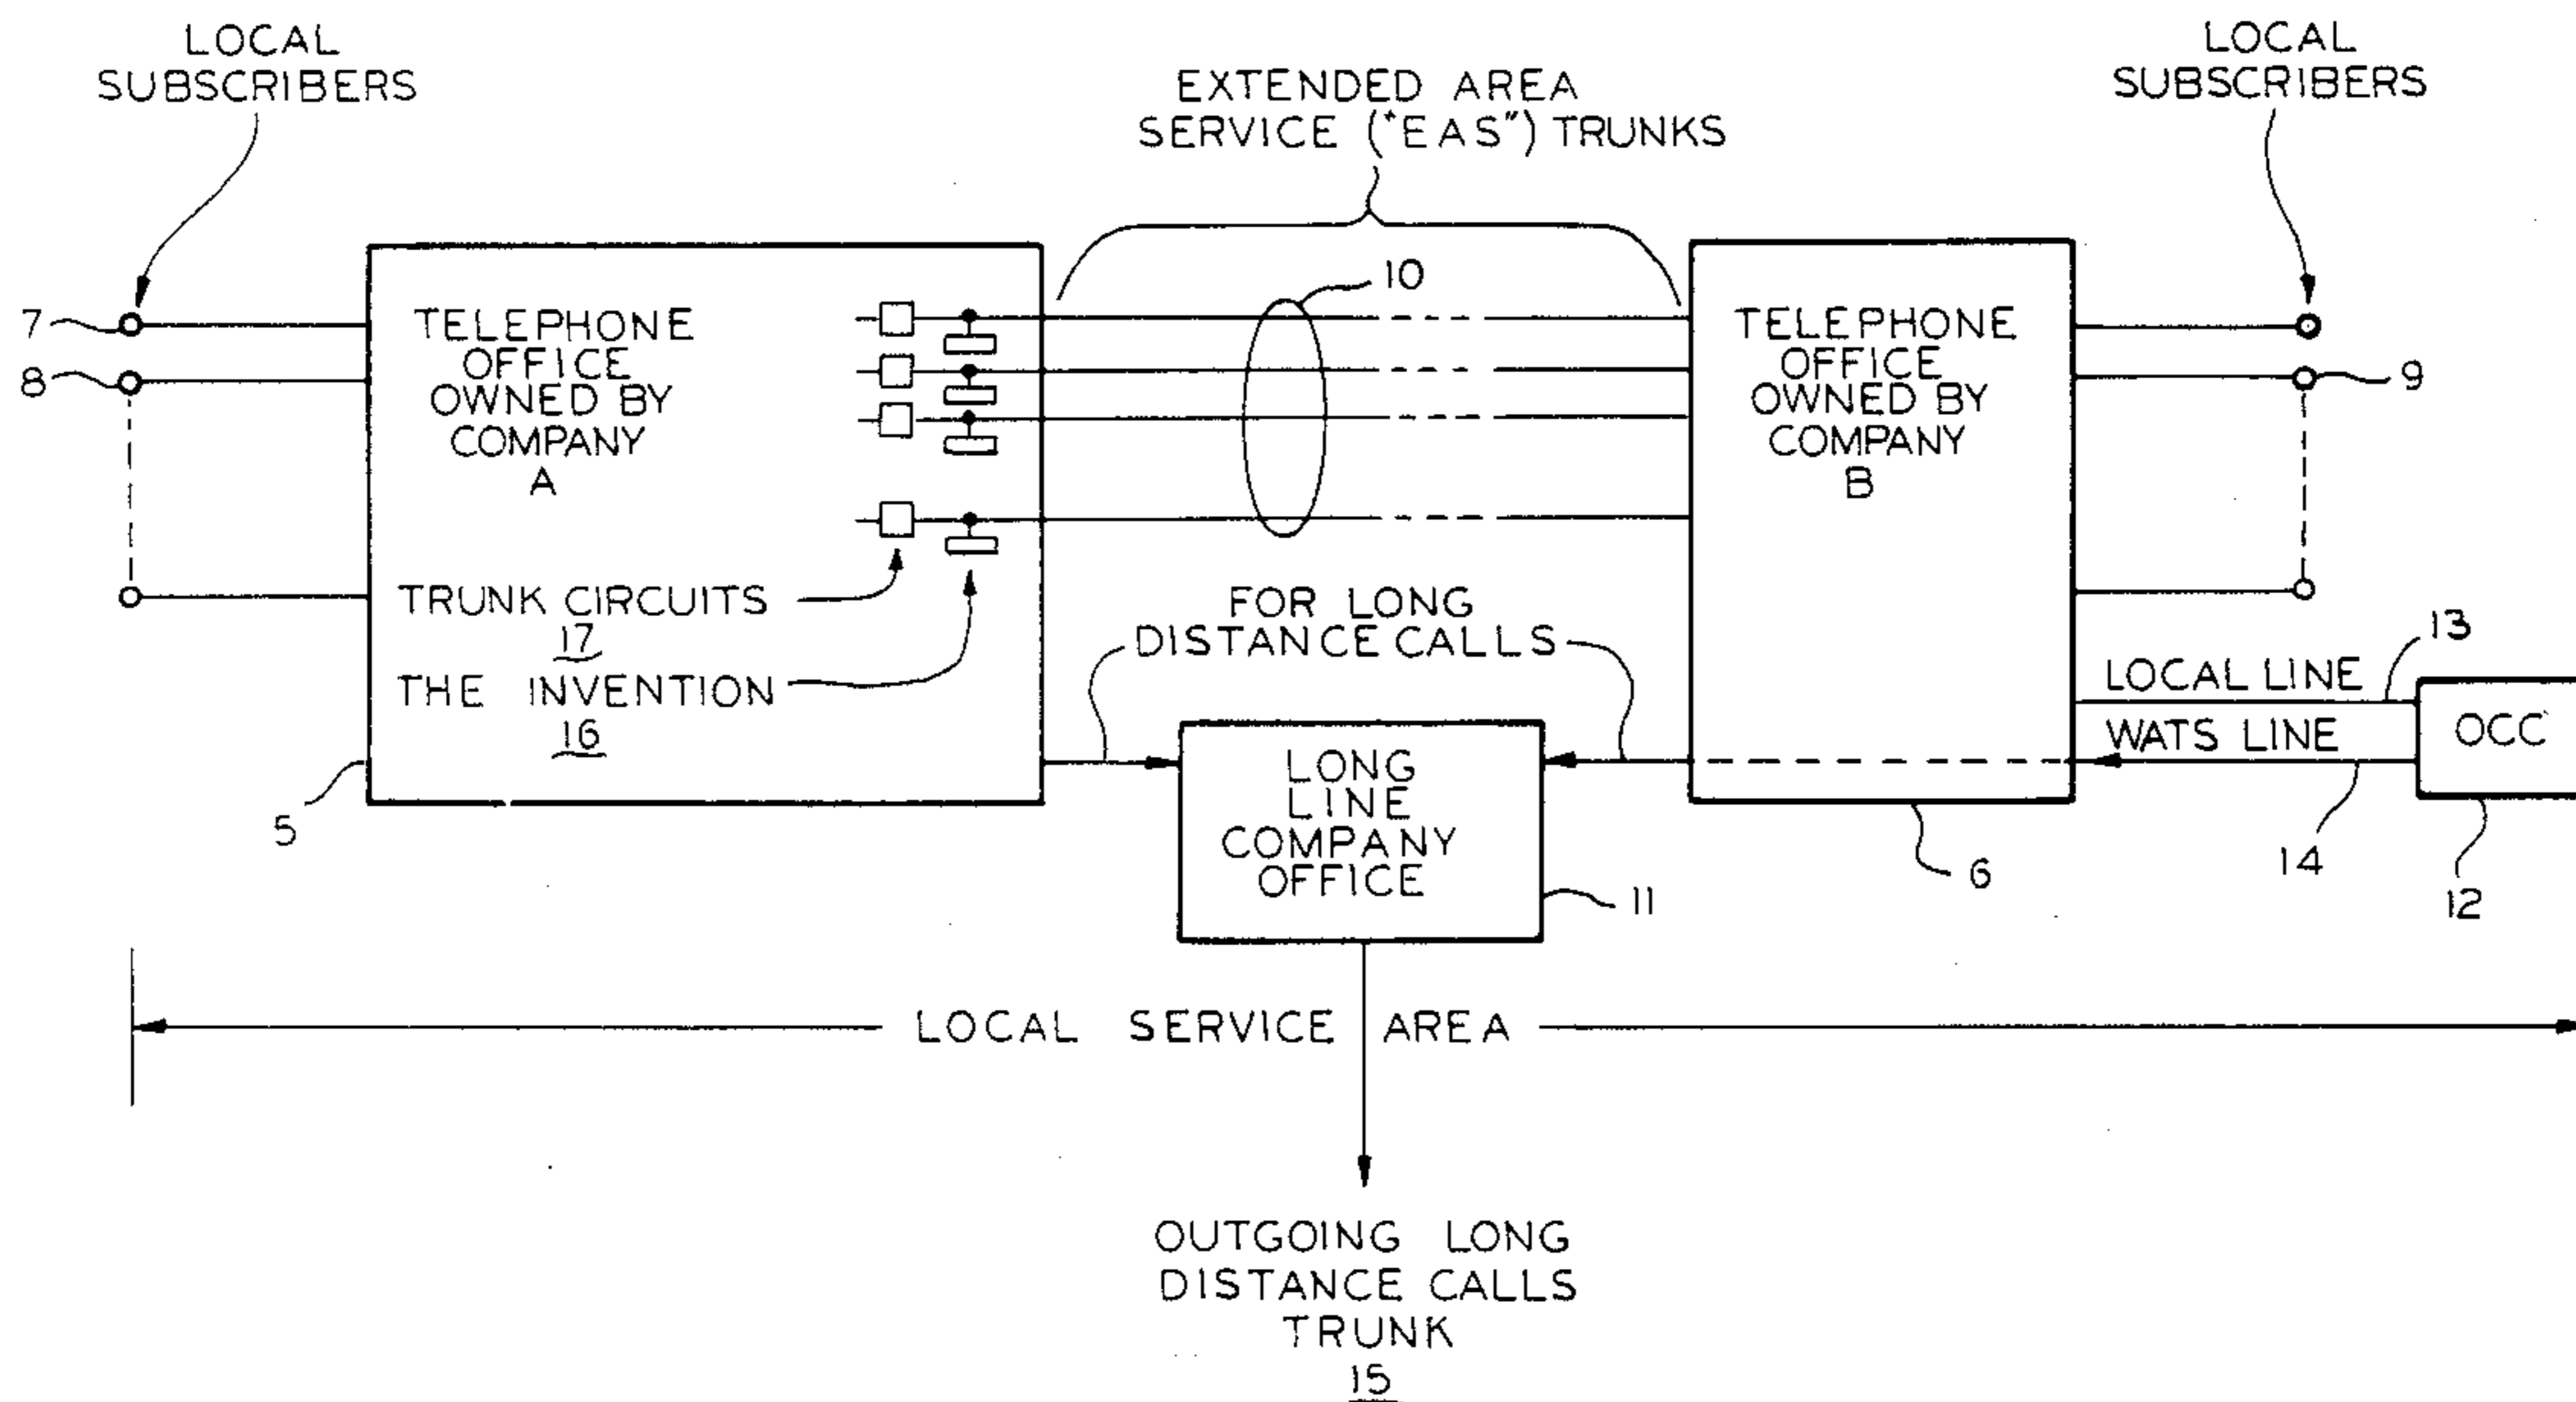 LOCAL
SUBSCRIBERS
EXTENDED AREA
SERVICE ("EAS") TRUNKS
LOCAL
SUBSCRIBERS
10
7
8
TELEPHONE
OFFICE
OWNED BY
COMPANY
A
TELEPHONE
OFFICE
OWNED BY
COMPANY
B
9
TRUNK CIRCUITS
17
THE INVENTION
16
5
FOR LONG
DISTANCE CALLS
13
LOCAL LINE
WATS LINE
OCC
14
12
LONG
LINE
COMPANY
OFFICE
11
6
LOCAL SERVICE AREA
OUTGOING LONG
DISTANCE CALLS
TRUNK
15